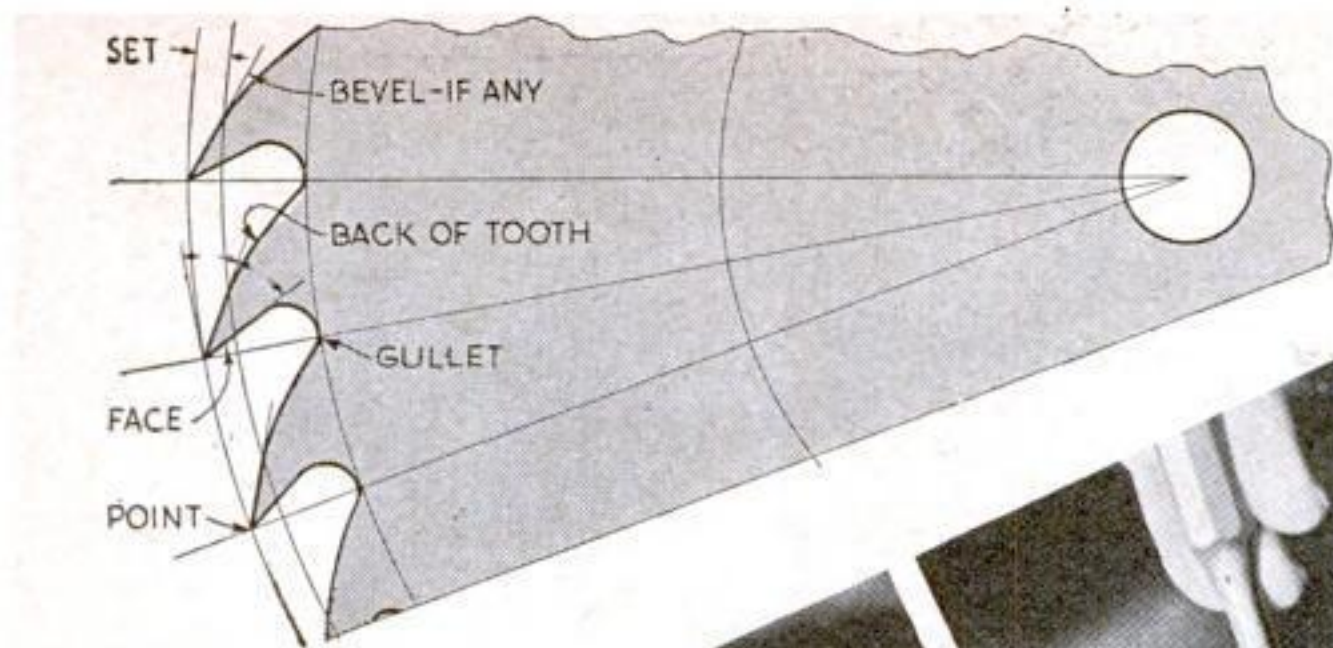 SET
BEVEL-IF ANY
BACK OF TOOTH
GULLET
FACE
POINT